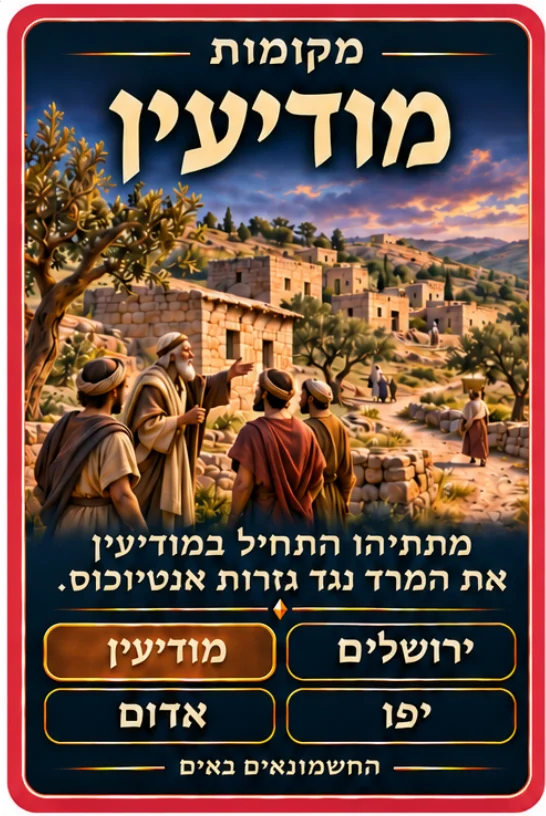 מקומות
מודיעין
מתתיהו התחיל במודיעין
את המרד נגד גזרות אנטיוכוס.
ירושלים
מודיעין
יפו
אדום
החשמונאים באים